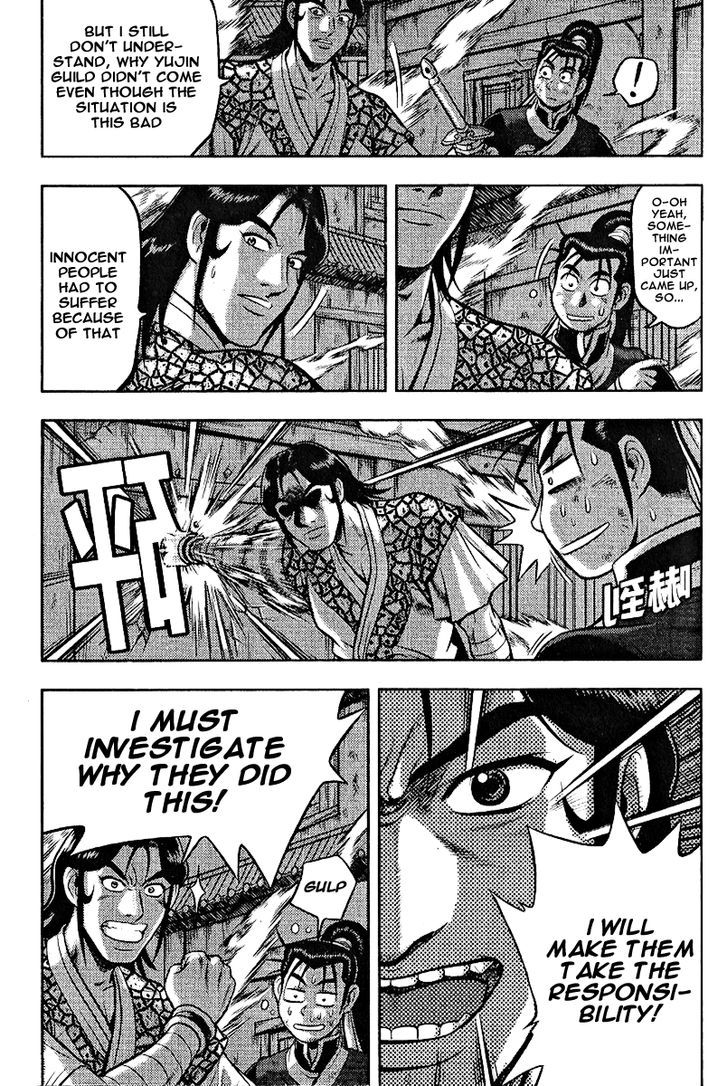 BUT I STILL
DON'T UNDER-
STAND, WHY YUJIN
GUILD DIDN'T COME
EVEN THOUGH THE
SITUATION IS
THIS BAD
!
INNOCENT
PEOPLE
HAD TO
SUFFER
BECAUSE
OF THAT
O-OH
YEAH,
SOME-
THING
IM-
PORTANT
JUST
CAME UP,
SO...
I MUST
INVESTIGATE
WHY THEY DID
THIS!
GULP
I WILL
MAKE THEM
TAKE THE
RESPONSI-
BILITY!